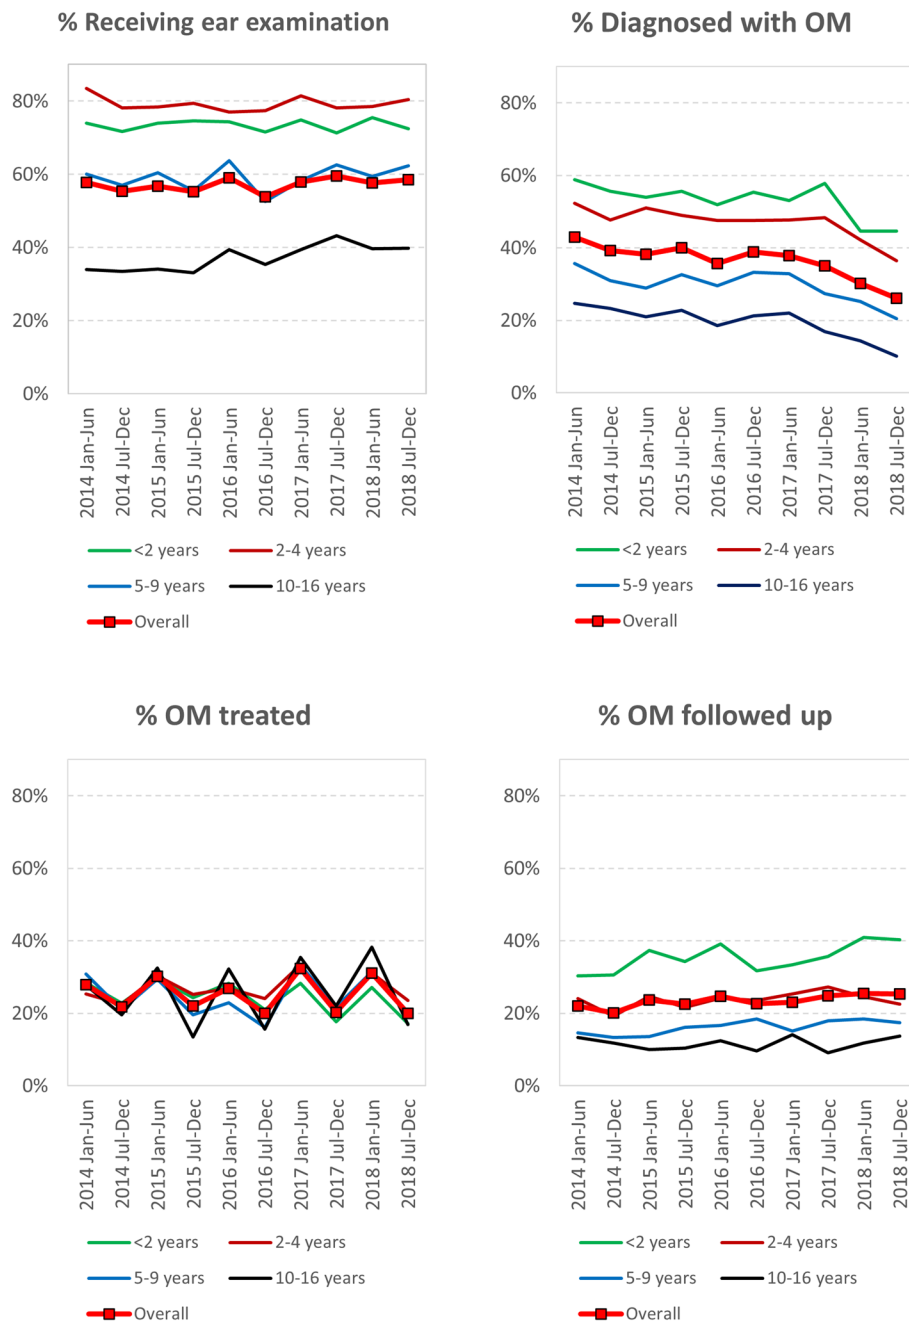 % Receiving ear examination
80%
60%
40%
20%
0%
2014 Jan-Jun
2014 Jul-Dec
2015 Jan-Jun
2015 Jul-Dec
2016 Jan-Jun
2016 Jul-Dec
2017 Jan-Jun
2017 Jul-Dec
2018 Jan-Jun
2018 Jul-Dec
<2 years
2-4 years
5-9 years
10-16 years
Overall
% Diagnosed with OM
80%
60%
40%
20%
0%
2014 Jan-Jun
2014 Jul-Dec
2015 Jan-Jun
2015 Jul-Dec
2016 Jan-Jun
2016 Jul-Dec
2017 Jan-Jun
2017 Jul-Dec
2018 Jan-Jun
2018 Jul-Dec
<2 years
2-4 years
5-9 years
10-16 years
Overall
% OM treated
80%
60%
40%
20%
0%
2014 Jan-Jun
2014 Jul-Dec
2015 Jan-Jun
2015 Jul-Dec
2016 Jan-Jun
2016 Jul-Dec
2017 Jan-Jun
2017 Jul-Dec
2018 Jan-Jun
2018 Jul-Dec
<2 years
2-4 years
5-9 years
10-16 years
Overall
% OM followed up
80%
60%
40%
20%
0%
2014 Jan-Jun
2014 Jul-Dec
2015 Jan-Jun
2015 Jul-Dec
2016 Jan-Jun
2016 Jul-Dec
2017 Jan-Jun
2017 Jul-Dec
2018 Jan-Jun
2018 Jul-Dec
<2 years
2-4 years
5-9 years
10-16 years
Overall